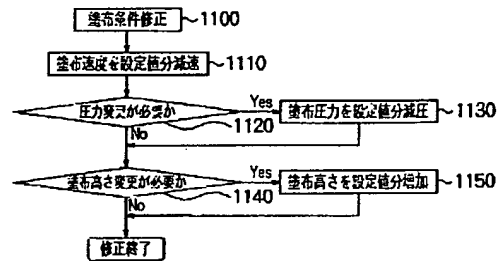 塗布条件修正
1100
塗布速度を設定値分減速
1110
圧力変更が必要か
Yes
塗布圧力を設定値分減圧
1130
1120
No
塗布高さ変更が必要か
Yes
塗布高さを設定値分増加
1150
1140
No
修正終了